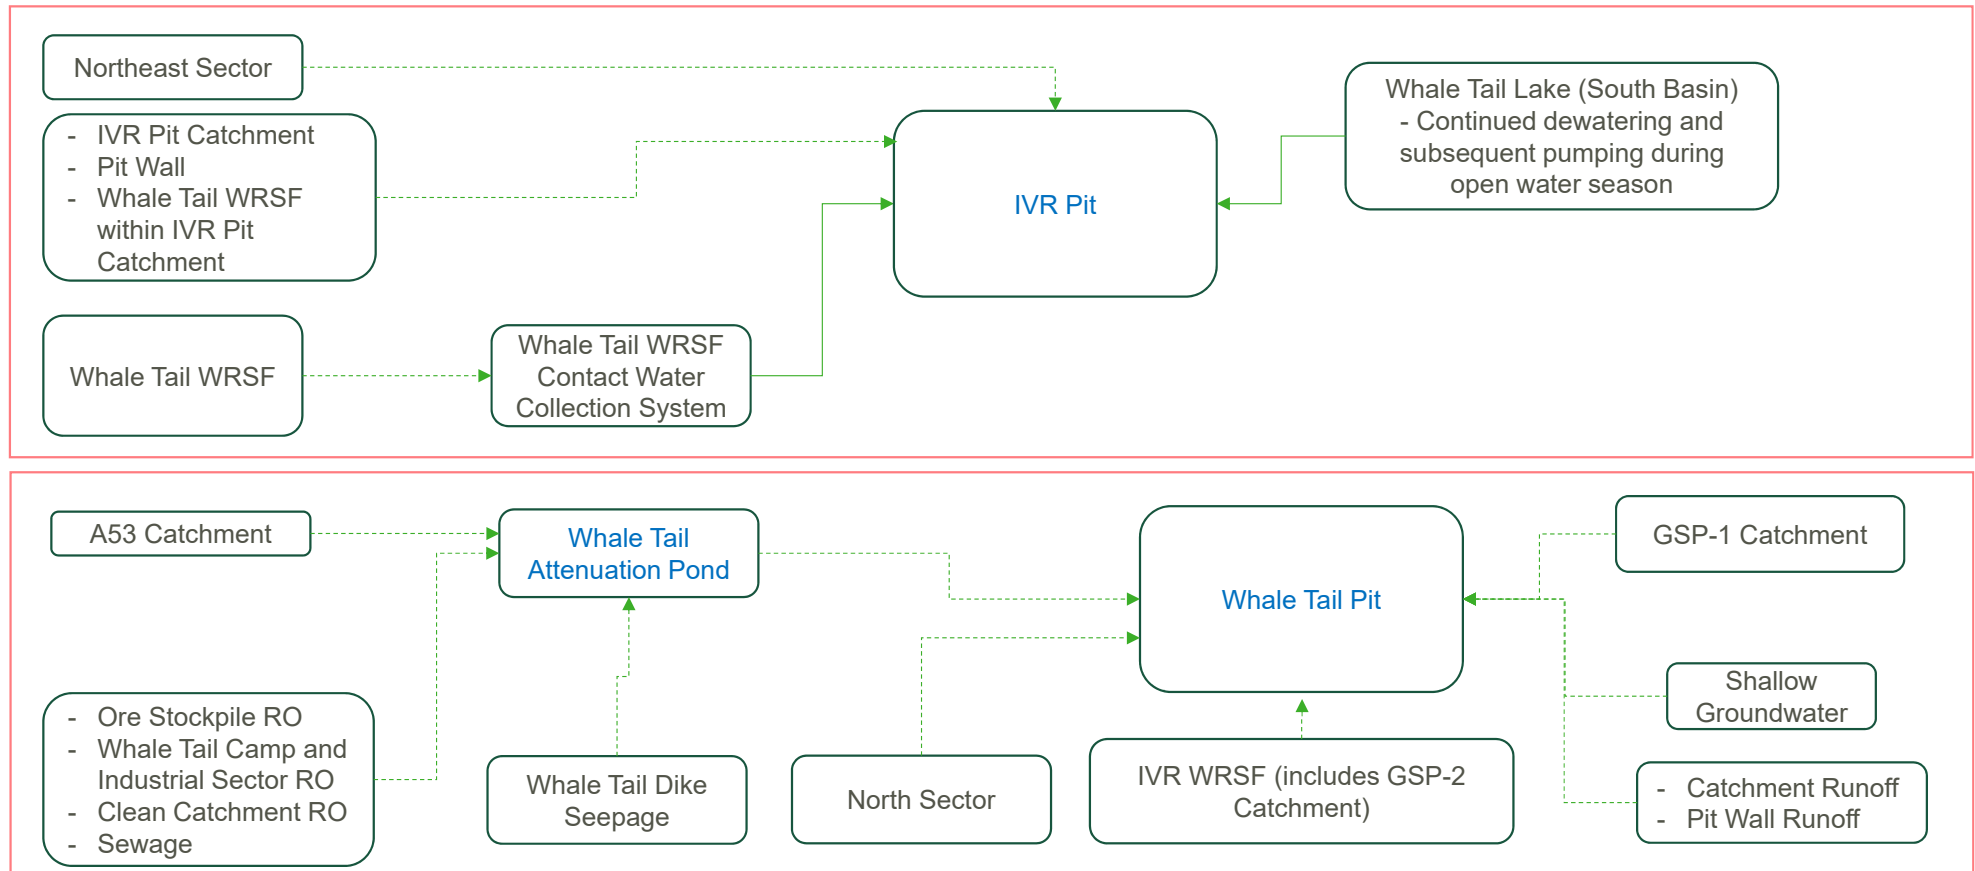 Northeast Sector
- IVR Pit Catchment
- Pit Wall
- Whale Tail WRSF
within IVR Pit
Catchment
Whale Tail WRSF
Whale Tail WRSF
Contact Water
Collection System
IVR Pit
Whale Tail Lake (South Basin)
- Continued dewatering and
subsequent pumping during
open water season
A53 Catchment
- Ore Stockpile RO
- Whale Tail Camp and
Industrial Sector RO
- Clean Catchment RO
- Sewage
Whale Tail
Attenuation Pond
Whale Tail Dike
Seepage
North Sector
Whale Tail Pit
IVR WRSF (includes GSP-2
Catchment)
GSP-1 Catchment
Shallow
Groundwater
- Catchment Runoff
- Pit Wall Runoff